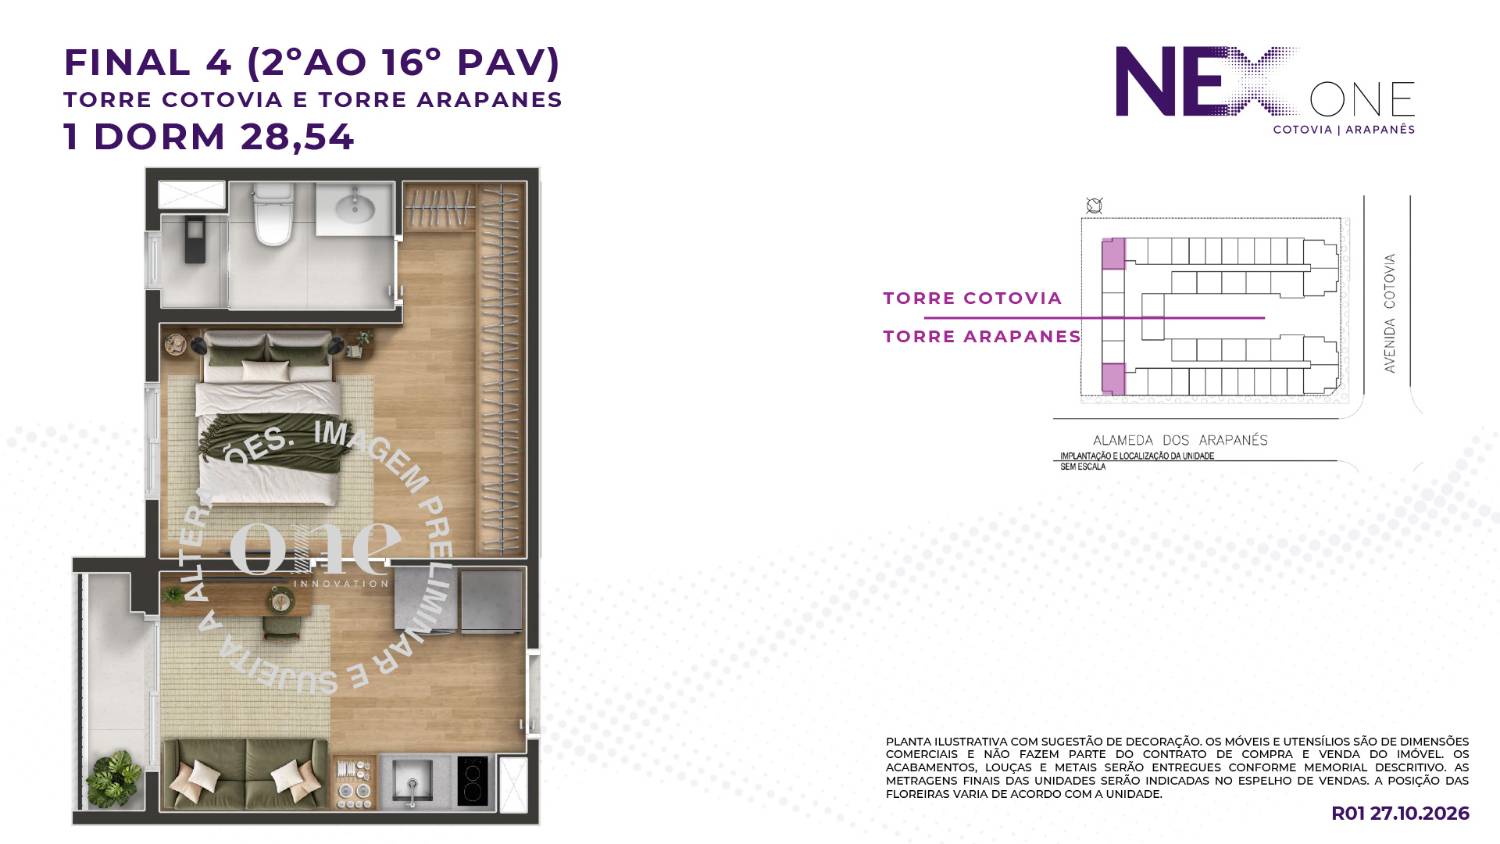 FINAL 4 (2ºAO 16º PAV)
TORRE COTOVIA E TORRE ARAPANES
1 DORM 28,54
NEX ONE
COTOVIA | ARAPANÊS
TORRE COTOVIA
TORRE ARAPANES
AVENIDA COTOVIA
ALAMEDA DOS ARAPANÉS
IMPLANTAÇÃO E LOCALIZAÇÃO DA UNIDADE
SEM ESCALA
IMAGEM PRELIMINAR E SUJEITA A ALTERAÇÕES.
one
INNOVATION
PLANTA ILUSTRATIVA COM SUGESTÃO DE DECORAÇÃO. OS MÓVEIS E UTENSÍLIOS SÃO DE DIMENSÕES
COMERCIAIS E NÃO FAZEM PARTE DO CONTRATO DE COMPRA E VENDA DO IMÓVEL. OS
ACABAMENTOS, LOUÇAS E METAIS SERÃO ENTREGUES CONFORME MEMORIAL DESCRITIVO. AS
METRAGENS FINAIS DAS UNIDADES SERÃO INDICADAS NO ESPELHO DE VENDAS. A POSIÇÃO DAS
FLOREIRAS VARIA DE ACORDO COM A UNIDADE.
R01 27.10.2026